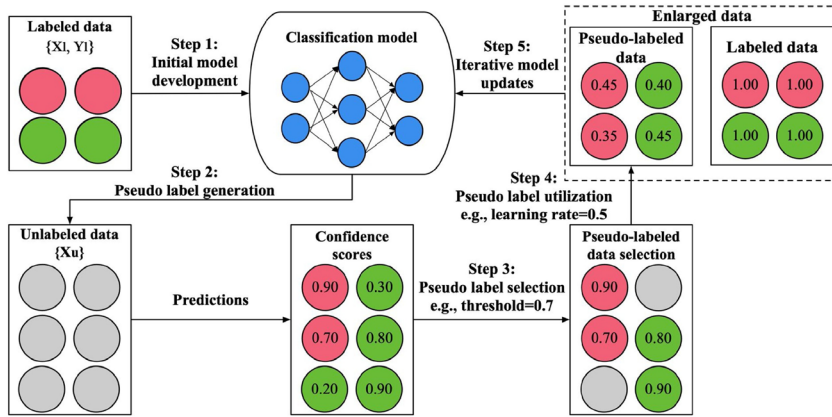 Labeled data
{Xl, Yl}
Step 1:
Initial model
development
Classification model
Step 5:
Iterative model
updates
Enlarged data
Pseudo-labeled
data
0.45 0.40
0.35 0.45
Labeled data
1.00 1.00
1.00 1.00
Step 2:
Pseudo label generation
Step 4:
Pseudo label utilization
e.g., learning rate=0.5
Unlabeled data
{Xu}
Predictions
Confidence
scores
0.90 0.30
0.70 0.80
0.20 0.90
Step 3:
Pseudo label selection
e.g., threshold=0.7
Pseudo-labeled
data selection
0.90
0.70 0.80
0.90